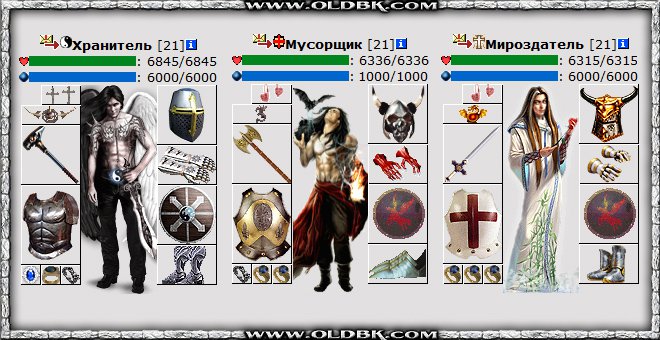 www.OLDBK.com
Хранитель [21]i
: 6845/6845
: 6000/6000
Мусорщик [21]i
: 6336/6336
: 1000/1000
Мироздатель [21]i
: 6315/6315
: 6000/6000
www.OLDBK.com